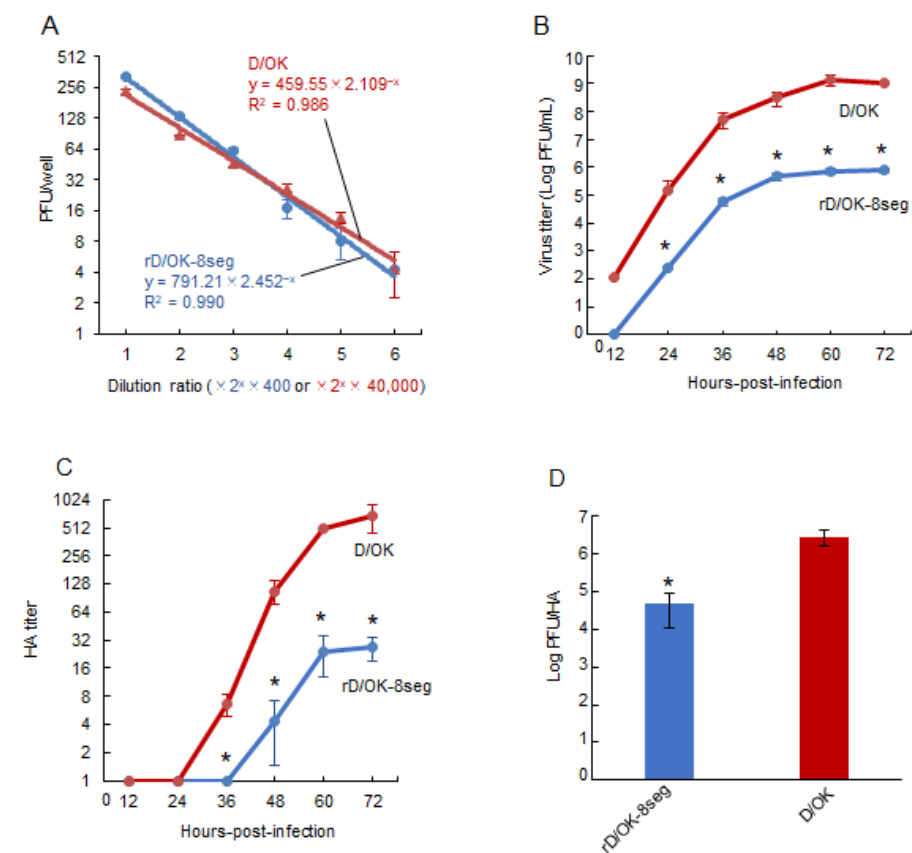 A
512
256
128
64
32
16
8
4
2
1
PFU/well
D/OK
y = 459.55 × 2.109⁻ˣ
R² = 0.986
rD/OK-8seg
y = 791.21 × 2.452⁻ˣ
R² = 0.990
1 2 3 4 5 6
Dilution ratio (×2ˣ × 400 or ×2ˣ × 40,000)
B
10
9
8
7
6
5
4
3
2
1
0
0
Virus titer (Log PFU/mL)
D/OK
* * * * *
rD/OK-8seg
12 24 36 48 60 72
Hours-post-infection
C
1024
512
256
128
64
32
16
8
4
2
1
HA titer
D/OK
* * * *
rD/OK-8seg
0 12 24 36 48 60 72
Hours-post-infection
D
7
6
5
4
3
2
1
0
Log PFU/HA
*
rD/OK-8seg
D/OK